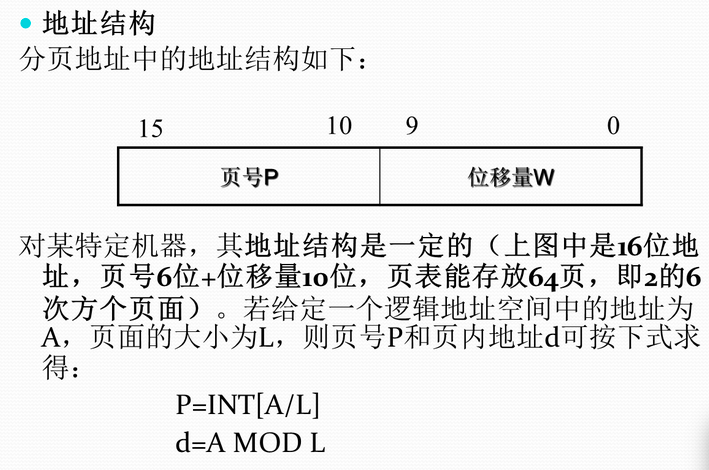 • 地址结构
分页地址中的地址结构如下：
15 10 9 0
页号P 位移量W
对某特定机器，其地址结构是一定的（上图中是16位地
址，页号6位+位移量10位，页表能存放64页，即2的6
次方个页面）。若给定一个逻辑地址空间中的地址为
A，页面的大小为L，则页号P和页内地址d可按下式求
得：
P=INT[A/L]
d=A MOD L